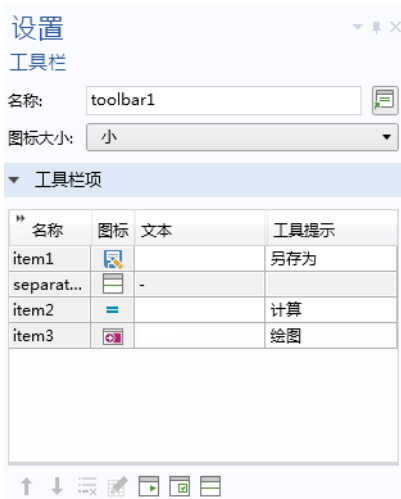 设置
工具栏
名称: toolbar1
图标大小: 小
工具栏项
名称 图标 文本 工具提示
item1 另存为
separat... -
item2 计算
item3 绘图